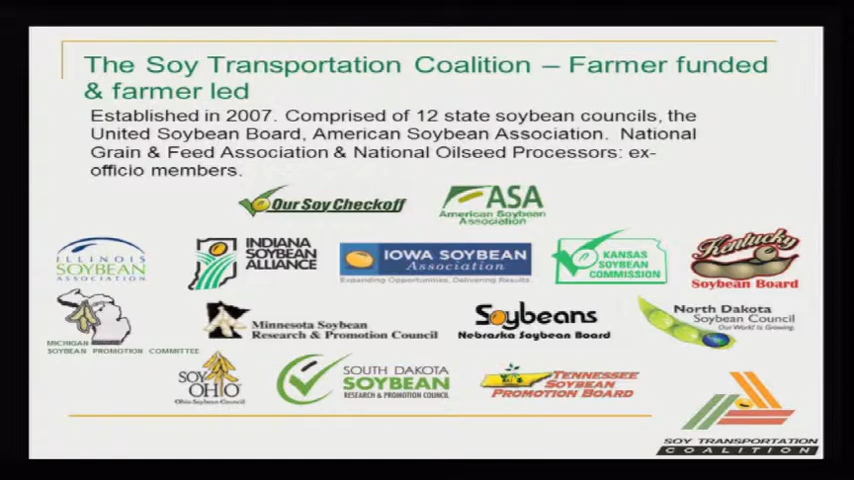 The Soy Transportation Coalition – Farmer funded
& farmer led
Established in 2007. Comprised of 12 state soybean councils, the
United Soybean Board, American Soybean Association. National
Grain & Feed Association & National Oilseed Processors: ex-
officio members.
Our Soy Checkoff
ASA
American Soybean
Association
ILLINOIS
SOYBEAN
ASSOCIATION
INDIANA
SOYBEAN
ALLIANCE
IOWA SOYBEAN
Association
Expanding Opportunities, Delivering Results
KANSAS
SOYBEAN
COMMISSION
Kentucky
Soybean Board
MICHIGAN
SOYBEAN PROMOTION COMMITTEE
Minnesota Soybean
Research & Promotion Council
Soybeans
Nebraska Soybean Board
North Dakota
Soybean Council
Our World Is Growing.
SOY
OHIO
Ohio Soybean Council
SOUTH DAKOTA
SOYBEAN
RESEARCH & PROMOTION COUNCIL
TENNESSEE
SOYBEAN
PROMOTION BOARD
SOY TRANSPORTATION
COALITION